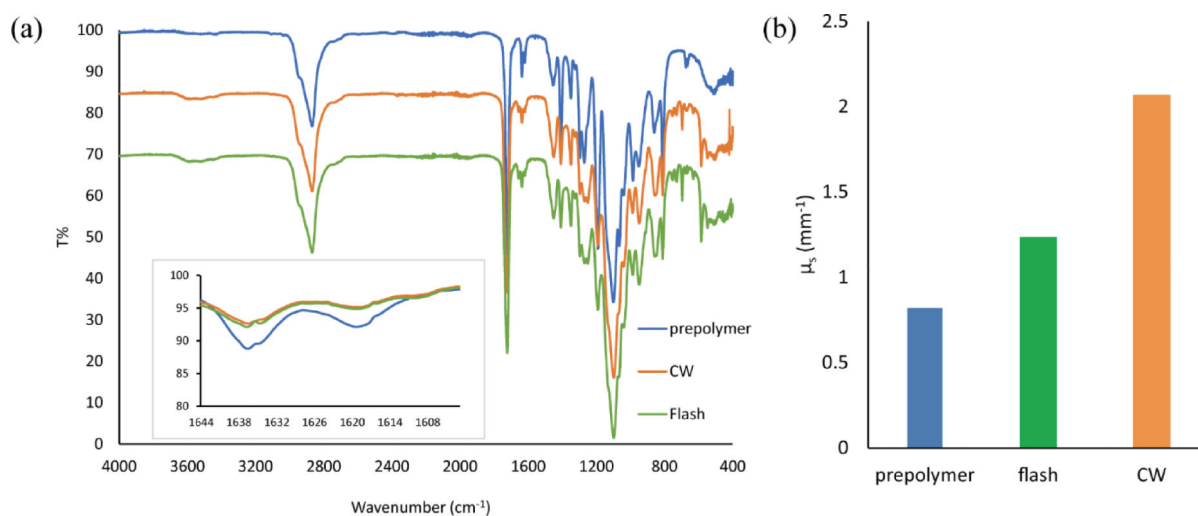 (a)
100
90
80
70
60
50
40
30
20
10
0
T%
4000 3600 3200 2800 2400 2000 1600 1200 800 400
Wavenumber (cm⁻¹)
100
95
90
85
80
1644 1638 1632 1626 1620 1614 1608
prepolymer
CW
Flash
(b)
2.5
2
1.5
1
0.5
0
μs (mm⁻¹)
prepolymer flash CW